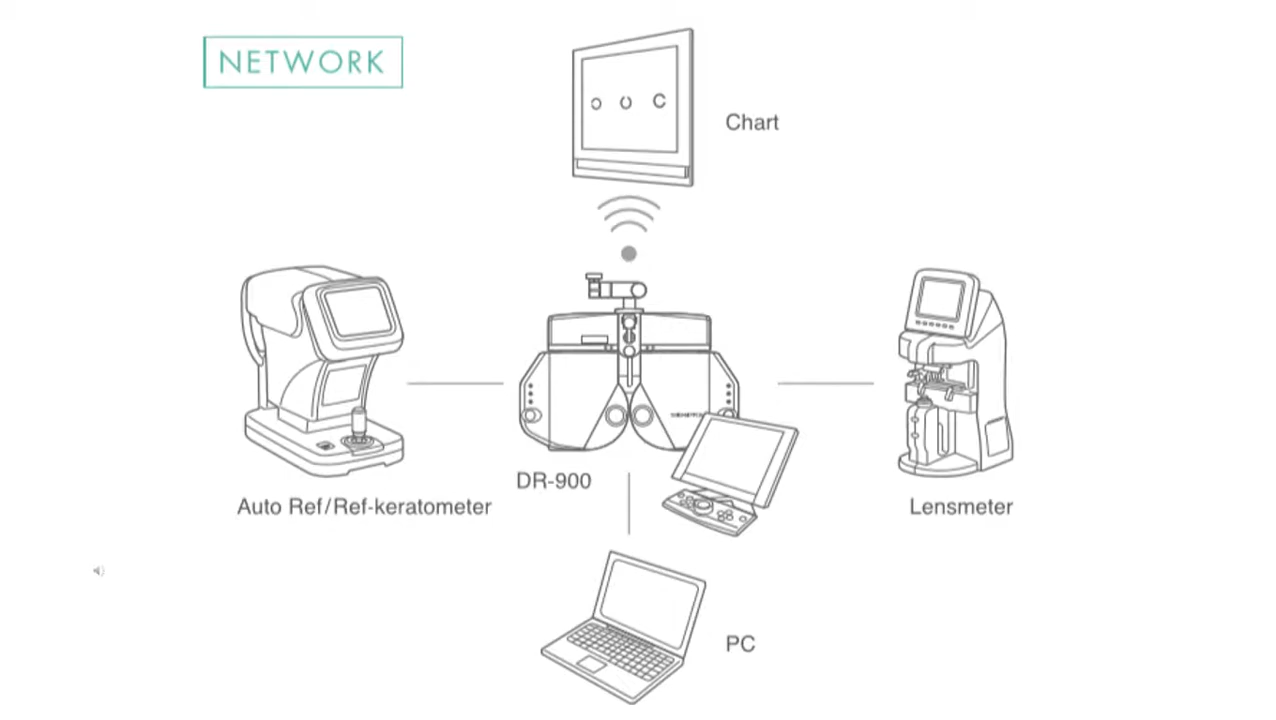 NETWORK
Chart
DR-900
Auto Ref/Ref-keratometer
Lensmeter
PC